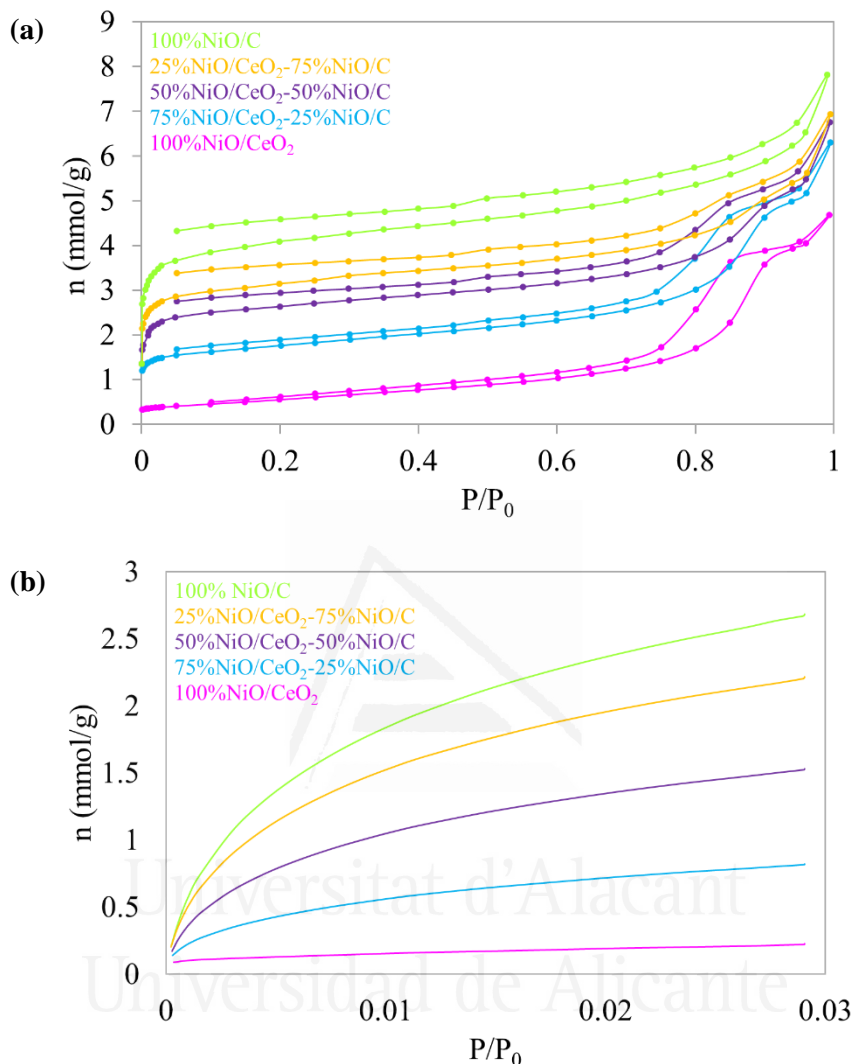 (a)
n (mmol/g)
9
8
7
6
5
4
3
2
1
0
100%NiO/C
25%NiO/CeO₂-75%NiO/C
50%NiO/CeO₂-50%NiO/C
75%NiO/CeO₂-25%NiO/C
100%NiO/CeO₂
0 0.2 0.4 0.6 0.8 1
P/P₀
(b)
n (mmol/g)
3
2.5
2
1.5
1
0.5
0
100% NiO/C
25%NiO/CeO₂-75%NiO/C
50%NiO/CeO₂-50%NiO/C
75%NiO/CeO₂-25%NiO/C
100%NiO/CeO₂
Universitat d'Alacant
Universidad de Alicante
0 0.01 0.02 0.03
P/P₀